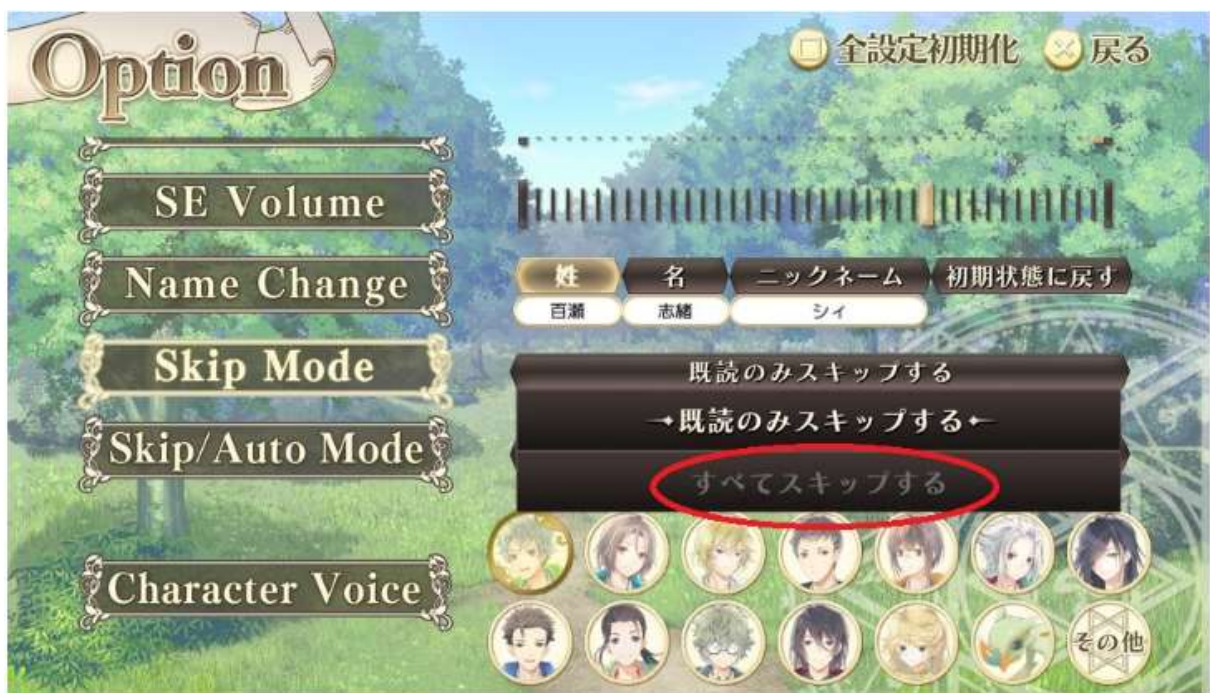 Option
全設定初期化 戻る
SE Volume
Name Change
姓 名 ニックネーム 初期状態に戻す
百瀬 志緒 シィ
Skip Mode
既読のみスキップする
既読のみスキップする
すべてスキップする
Skip/Auto Mode
Character Voice
その他